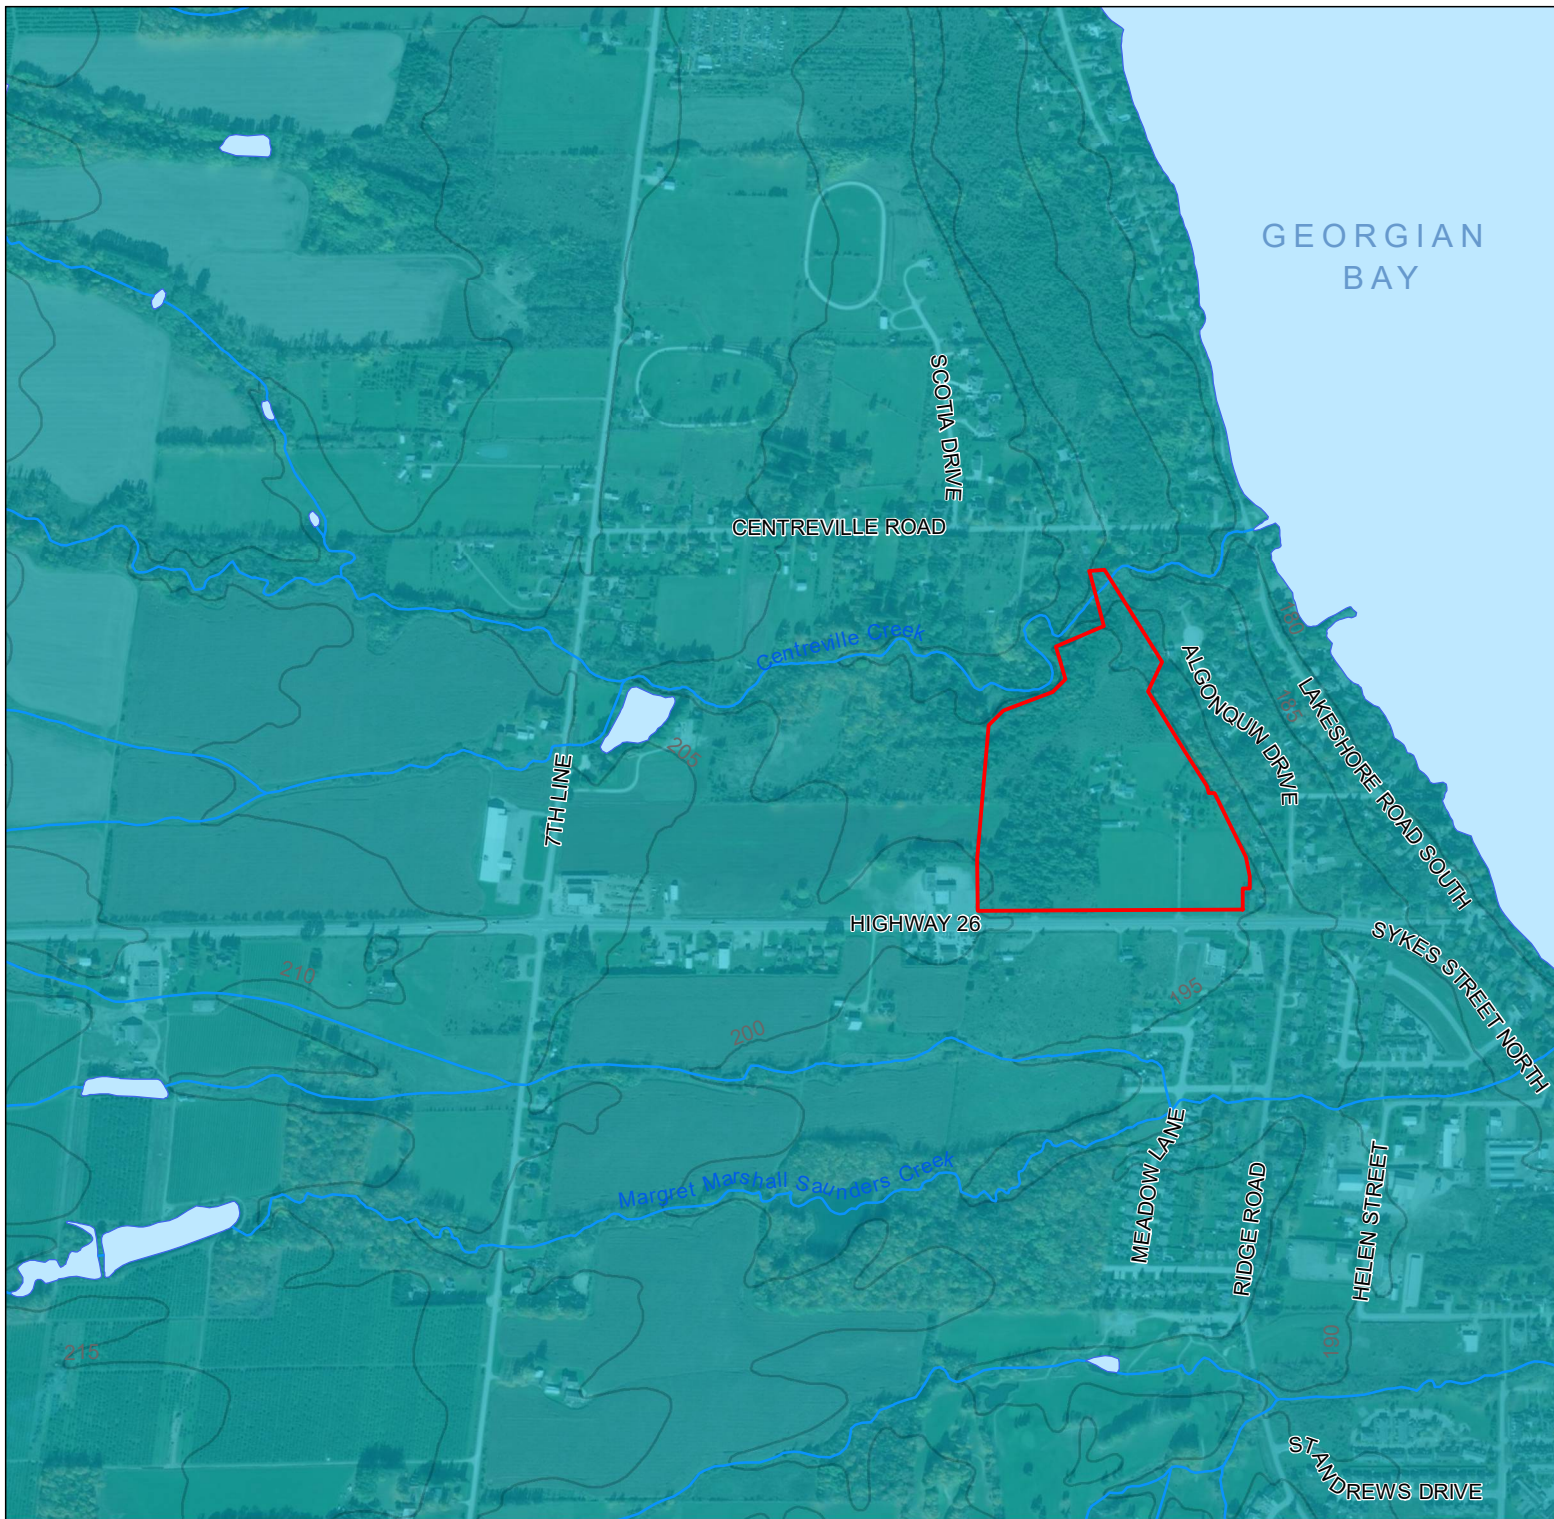 GEORGIAN
BAY
SCOTIA DRIVE
CENTREVILLE ROAD
Centreville Creek
160
185
ALGONQUIN DRIVE
LAKESHORE ROAD SOUTH
205
7TH LINE
HIGHWAY 26
SYKES STREET NORTH
210
195
200
MEADOW LANE
Margret Marshall Saunders Creek
RIDGE ROAD
HELEN STREET
190
215
ST ANDREWS DRIVE